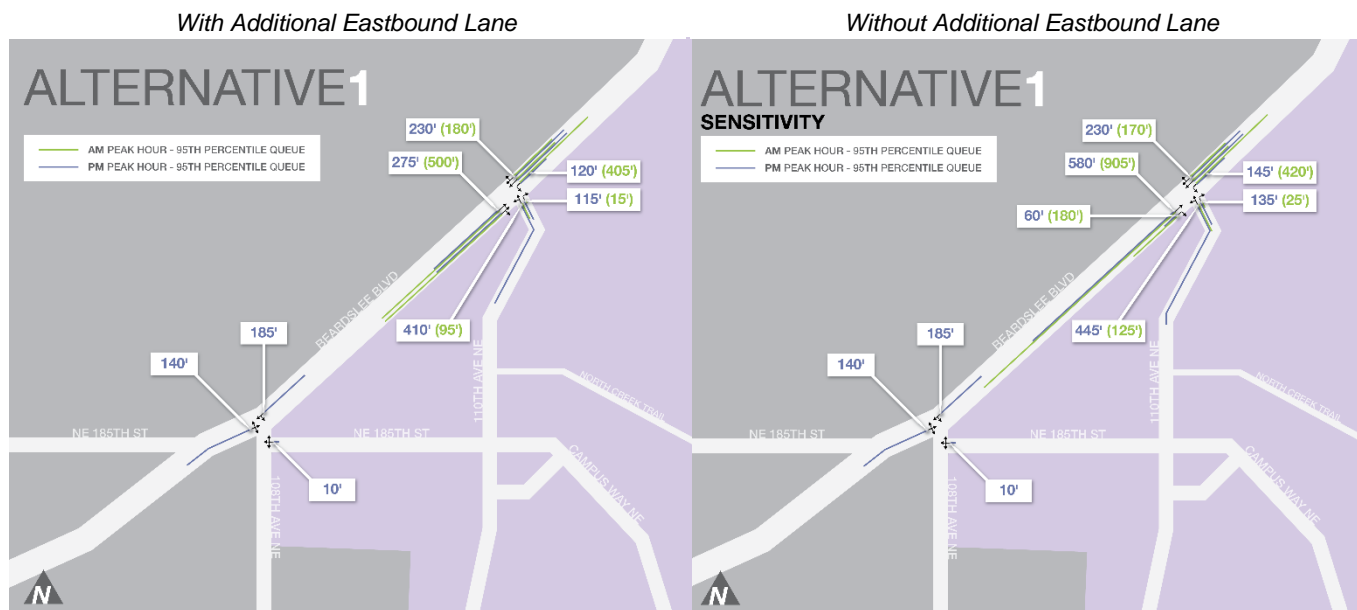 With Additional Eastbound Lane
ALTERNATIVE1
AM PEAK HOUR - 95TH PERCENTILE QUEUE
PM PEAK HOUR - 95TH PERCENTILE QUEUE
230' (180')
275' (500')
120' (405')
115' (15')
BEARDSLEE BLVD
410' (95')
185'
140'
110TH AVE NE
NORTH CREEK TRAIL
NE 185TH ST
NE 185TH ST
CAMPUS WAY NE
10'
108TH AVE NE
N
Without Additional Eastbound Lane
ALTERNATIVE1
SENSITIVITY
AM PEAK HOUR - 95TH PERCENTILE QUEUE
PM PEAK HOUR - 95TH PERCENTILE QUEUE
230' (170')
580' (905')
145' (420')
135' (25')
60' (180')
BEARDSLEE BLVD
445' (125')
185'
140'
110TH AVE NE
NORTH CREEK TRAIL
NE 185TH ST
NE 185TH ST
CAMPUS WAY NE
10'
108TH AVE NE
N